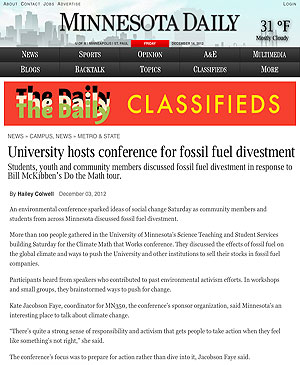 About Contact Jobs Advertise
LOGIN
MINNESOTA DAILY
31 °F
Mostly Cloudy
U OF M | MINNEAPOLIS | ST. PAUL FRIDAY DECEMBER 14, 2012
NEWS SPORTS OPINION A&E MULTIMEDIA
BLOGS BACKTALK TOPICS CLASSIFIEDS MORE
The Daily
The Daily
CLASSIFIEDS
NEWS » CAMPUS, NEWS » METRO & STATE
University hosts conference for fossil fuel divestment
Students, youth and community members discussed fossil fuel divestment in response to
Bill McKibben's Do the Math tour.
By Hailey Colwell December 03, 2012
An environmental conference sparked ideas of social change Saturday as community members and
students from across Minnesota discussed fossil fuel divestment.
More than 100 people gathered in the University of Minnesota's Science Teaching and Student Services
building Saturday for the Climate Math that Works conference. They discussed the effects of fossil fuel on
the global climate and ways to push the University and other institutions to sell their stocks in fossil fuel
companies.
Participants heard from speakers who contributed to past environmental activism efforts. In workshops
and small groups, they brainstormed ways to push for change.
Kate Jacobson Faye, coordinator for MN350, the conference's sponsor organization, said Minnesota's an
interesting place to talk about climate change.
"There's quite a strong sense of responsibility and activism that gets people to take action when they feel
like something's not right," she said.
The conference's focus was to prepare for action rather than dive into it, Jacobson Faye said.